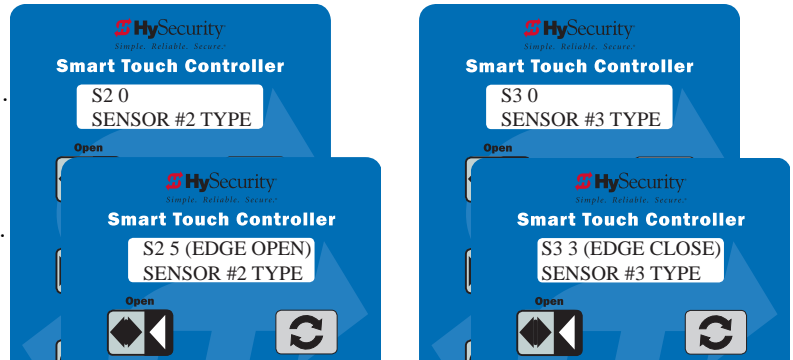 HySecurity
Simple. Reliable. Secure.
Smart Touch Controller
S2 0
SENSOR #2 TYPE
Open
HySecurity
Simple. Reliable. Secure.
Smart Touch Controller
S2 5 (EDGE OPEN)
SENSOR #2 TYPE
Open
HySecurity
Simple. Reliable. Secure.
Smart Touch Controller
S3 0
SENSOR #3 TYPE
Open
HySecurity
Simple. Reliable. Secure.
Smart Touch Controller
S3 3 (EDGE CLOSE)
SENSOR #3 TYPE
Open